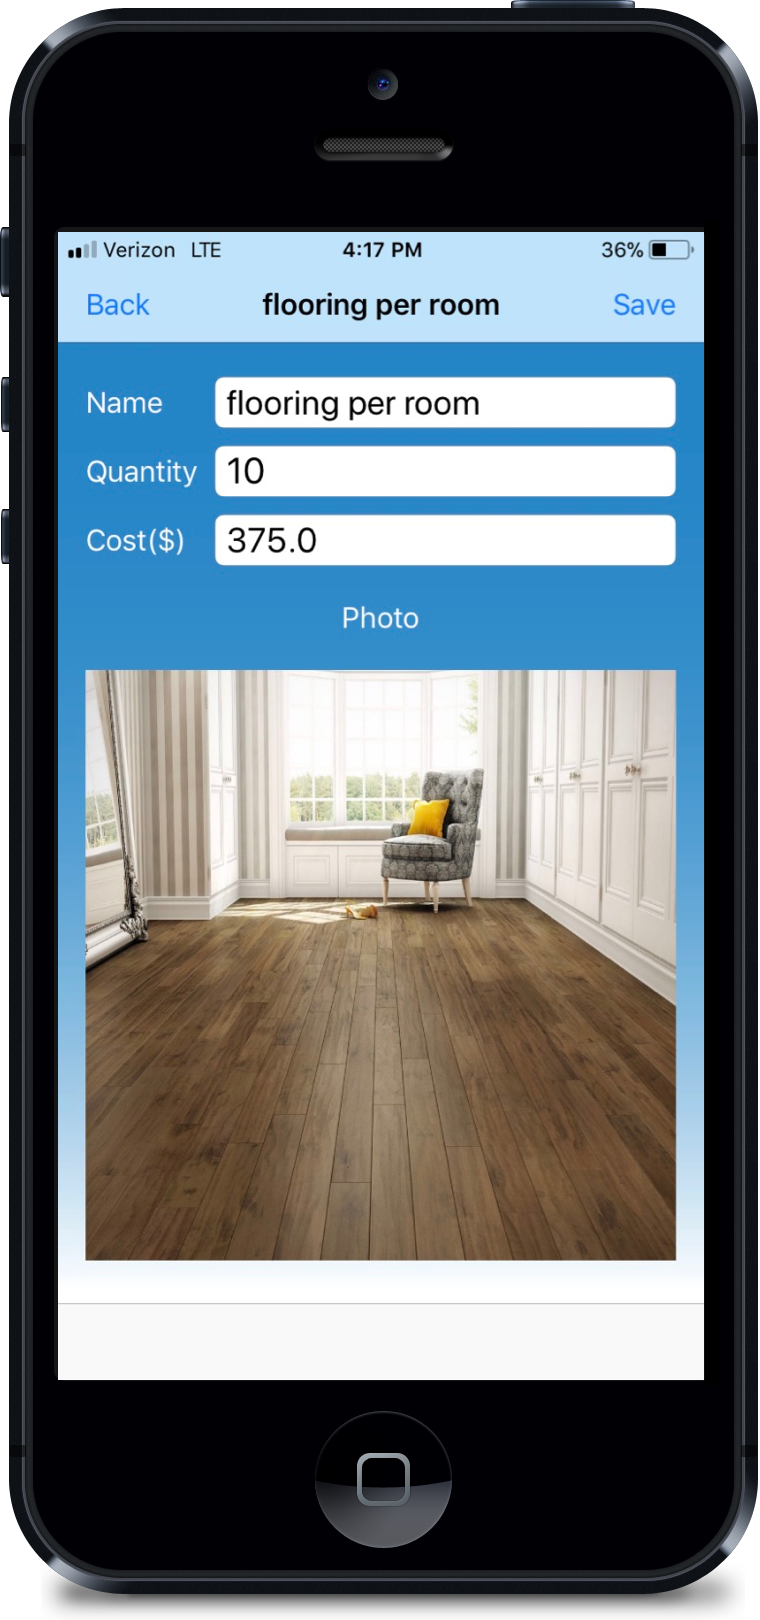 Verizon LTE 4:17 PM 36%
Back flooring per room Save
Name flooring per room
Quantity 10
Cost($) 375.0
Photo